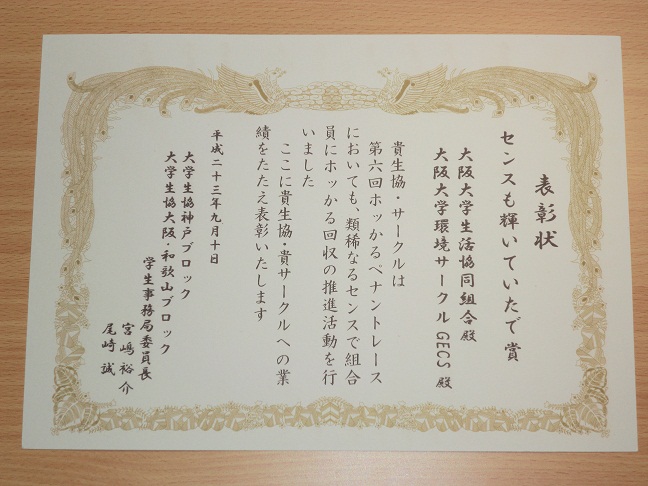 表彰状
センスも輝いていたで賞
大阪大学生活協同組合殿
大阪大学環境サークルGECS殿
貴生協・サークルは
第六回ホッかるペナントレース
においても、類稀なるセンスで組合
員にホッかる回収の推進活動を行
いました
ここに貴生協・貴サークルへの業
績をたたえ表彰いたします
平成二十三年九月十日
大学生協神戸ブロック
大学生協大阪・和歌山ブロック
学生事務局委員長
宮嶋裕介
尾崎誠